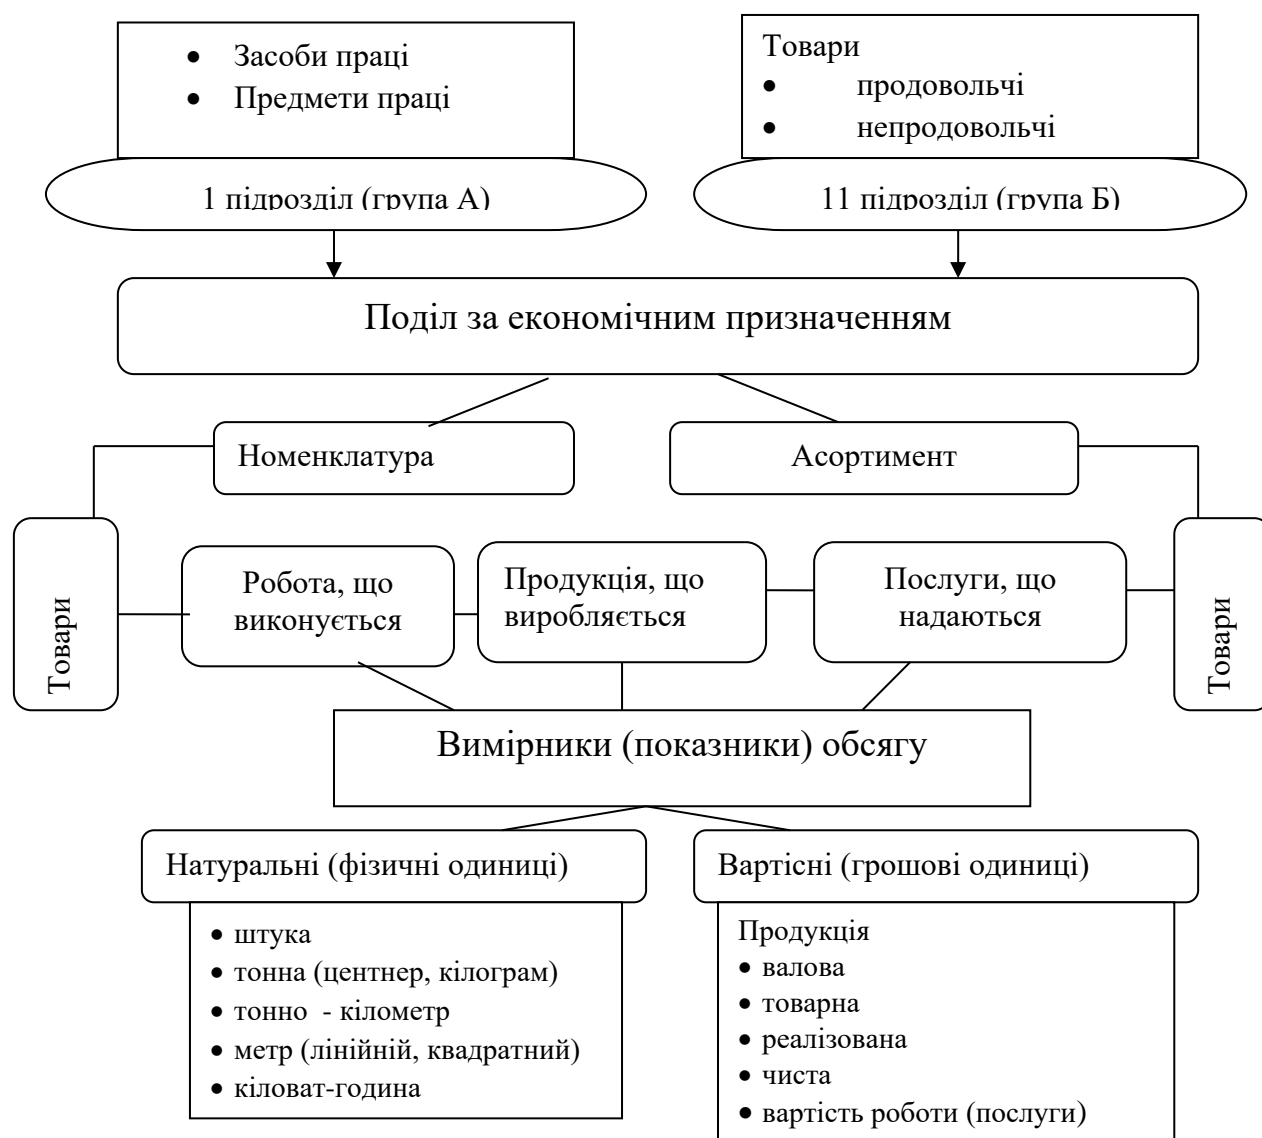 • Засоби праці
• Предмети праці
Товари
• продовольчі
• непродовольчі
1 підрозділ (група А)
11 підрозділ (група Б)
Поділ за економічним призначенням
Номенклатура
Асортимент
Товари
Робота, що
виконується
Продукція, що
виробляється
Послуги, що
надаються
Товари
Вимірники (показники) обсягу
Натуральні (фізичні одиниці)
• штука
• тонна (центнер, кілограм)
• тонно - кілометр
• метр (лінійній, квадратний)
• кіловат-година
Вартісні (грошові одиниці)
Продукція
• валова
• товарна
• реалізована
• чиста
• вартість роботи (послуги)